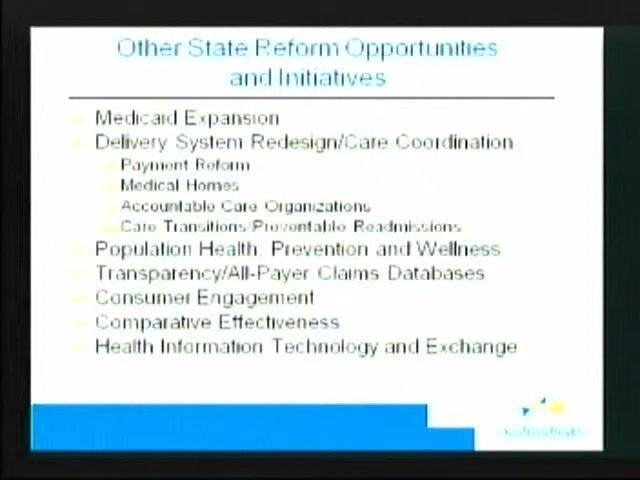 Other State Reform Opportunities
and Initiatives
Medicaid Expansion
Delivery System Redesign/Care Coordination
Payment Reform
Medical Homes
Accountable Care Organizations
Care Transitions/Preventable Readmissions
Population Health, Prevention and Wellness
Transparency/All-Payer Claims Databases
Consumer Engagement
Comparative Effectiveness
Health Information Technology and Exchange